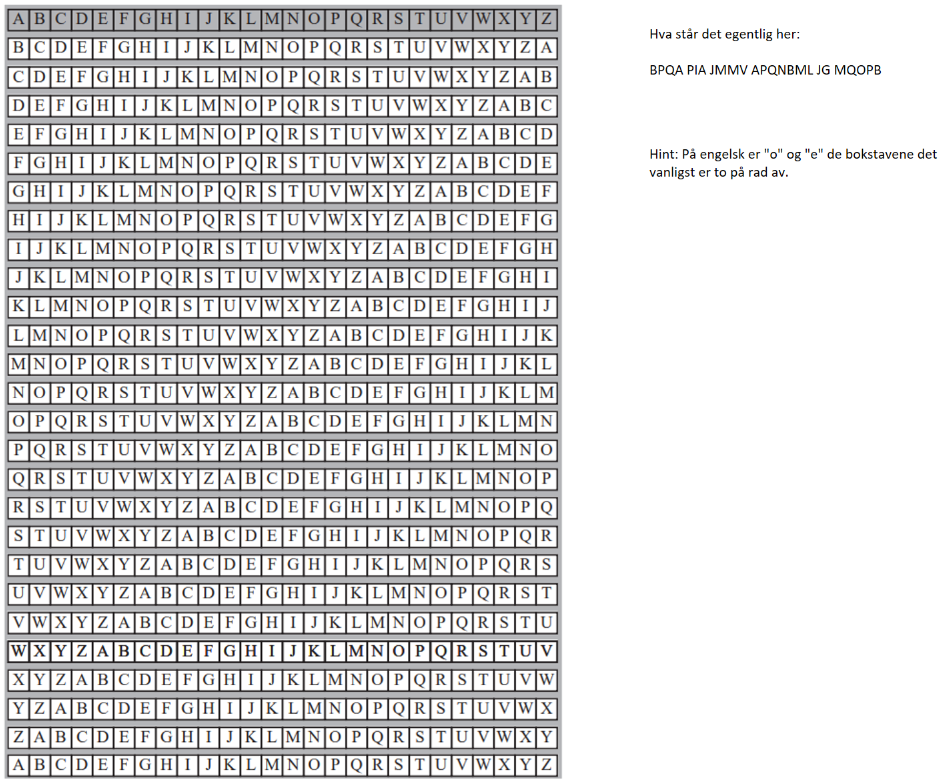 A B C D E F G H I J K L M N O P Q R S T U V W X Y Z
B C D E F G H I J K L M N O P Q R S T U V W X Y Z A
C D E F G H I J K L M N O P Q R S T U V W X Y Z A B
D E F G H I J K L M N O P Q R S T U V W X Y Z A B C
E F G H I J K L M N O P Q R S T U V W X Y Z A B C D
F G H I J K L M N O P Q R S T U V W X Y Z A B C D E
G H I J K L M N O P Q R S T U V W X Y Z A B C D E F
H I J K L M N O P Q R S T U V W X Y Z A B C D E F G
I J K L M N O P Q R S T U V W X Y Z A B C D E F G H
J K L M N O P Q R S T U V W X Y Z A B C D E F G H I
K L M N O P Q R S T U V W X Y Z A B C D E F G H I J
L M N O P Q R S T U V W X Y Z A B C D E F G H I J K
M N O P Q R S T U V W X Y Z A B C D E F G H I J K L
N O P Q R S T U V W X Y Z A B C D E F G H I J K L M
O P Q R S T U V W X Y Z A B C D E F G H I J K L M N
P Q R S T U V W X Y Z A B C D E F G H I J K L M N O
Q R S T U V W X Y Z A B C D E F G H I J K L M N O P
R S T U V W X Y Z A B C D E F G H I J K L M N O P Q
S T U V W X Y Z A B C D E F G H I J K L M N O P Q R
T U V W X Y Z A B C D E F G H I J K L M N O P Q R S
U V W X Y Z A B C D E F G H I J K L M N O P Q R S T
V W X Y Z A B C D E F G H I J K L M N O P Q R S T U
W X Y Z A B C D E F G H I J K L M N O P Q R S T U V
X Y Z A B C D E F G H I J K L M N O P Q R S T U V W
Y Z A B C D E F G H I J K L M N O P Q R S T U V W X
Z A B C D E F G H I J K L M N O P Q R S T U V W X Y
A B C D E F G H I J K L M N O P Q R S T U V W X Y Z
Hva står det egentlig her:
BPQA PIA JMMV APQNBML JG MQOPB
Hint: På engelsk er "o" og "e" de bokstavene det
vanligst er to på rad av.